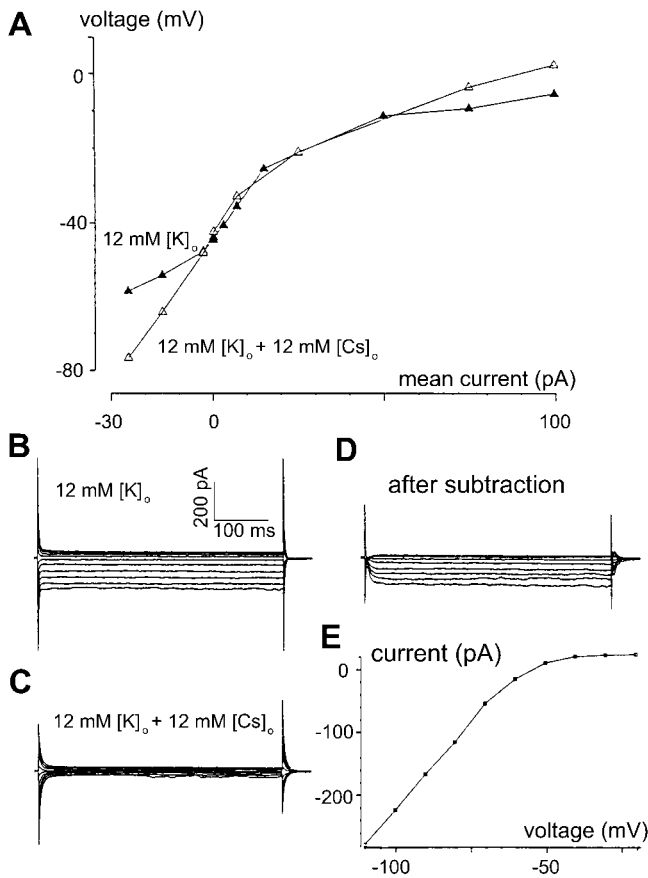 A
voltage (mV)
0
-40
-80
12 mM [K]o
12 mM [K]o + 12 mM [Cs]o
mean current (pA)
-30
0
100
B
12 mM [K]o
200 pA
100 ms
D
after subtraction
C
12 mM [K]o + 12 mM [Cs]o
E
current (pA)
0
-100
-200
voltage (mV)
-100
-50